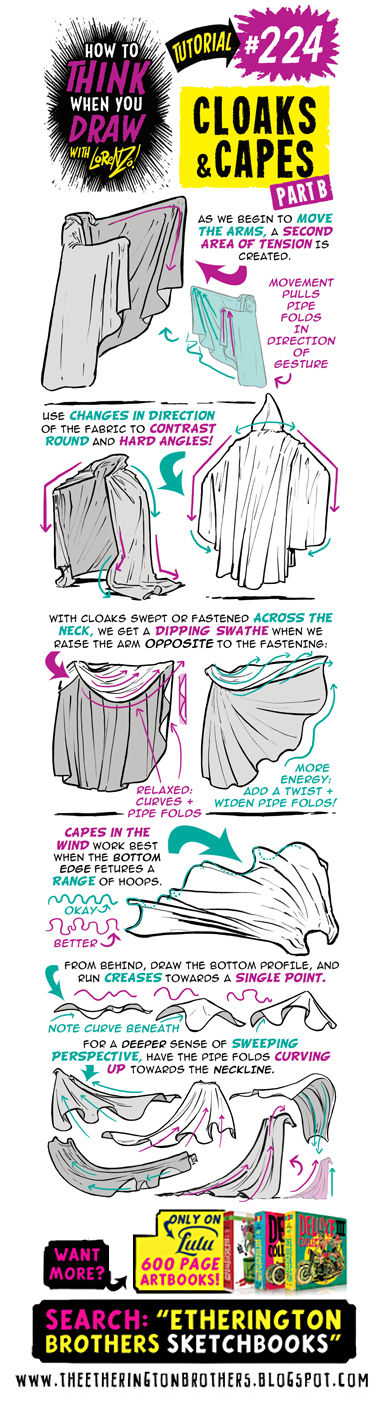 HOW TO
THINK
WHEN YOU
DRAW
WITH LORENZO!
TUTORIAL
#224
CLOAKS
& CAPES
PART B
AS WE BEGIN TO MOVE
THE ARMS, A SECOND
AREA OF TENSION IS
CREATED.
MOVEMENT
PULLS
PIPE
FOLDS
IN
DIRECTION
OF
GESTURE
USE CHANGES IN DIRECTION
OF THE FABRIC TO CONTRAST
ROUND AND HARD ANGLES!
WITH CLOAKS SWEPT OR FASTENED ACROSS THE
NECK, WE GET A DIPPING SWATHE WHEN WE
RAISE THE ARM OPPOSITE TO THE FASTENING:
RELAXED:
CURVES +
PIPE FOLDS
MORE
ENERGY:
ADD A TWIST +
WIDEN PIPE FOLDS!
CAPES IN THE
WIND WORK BEST
WHEN THE BOTTOM
EDGE FETURES A
RANGE OF HOOPS.
OKAY
BETTER
FROM BEHIND, DRAW THE BOTTOM PROFILE, AND
RUN CREASES TOWARDS A SINGLE POINT.
NOTE CURVE BENEATH
FOR A DEEPER SENSE OF SWEEPING
PERSPECTIVE, HAVE THE PIPE FOLDS CURVING
UP TOWARDS THE NECKLINE.
WANT
MORE?
ONLY ON
Lulu
600 PAGE
ARTBOOKS!
SEARCH: "ETHERINGTON
BROTHERS SKETCHBOOKS"
WWW.THEETHERINGTONBROTHERS.BLOGSPOT.COM